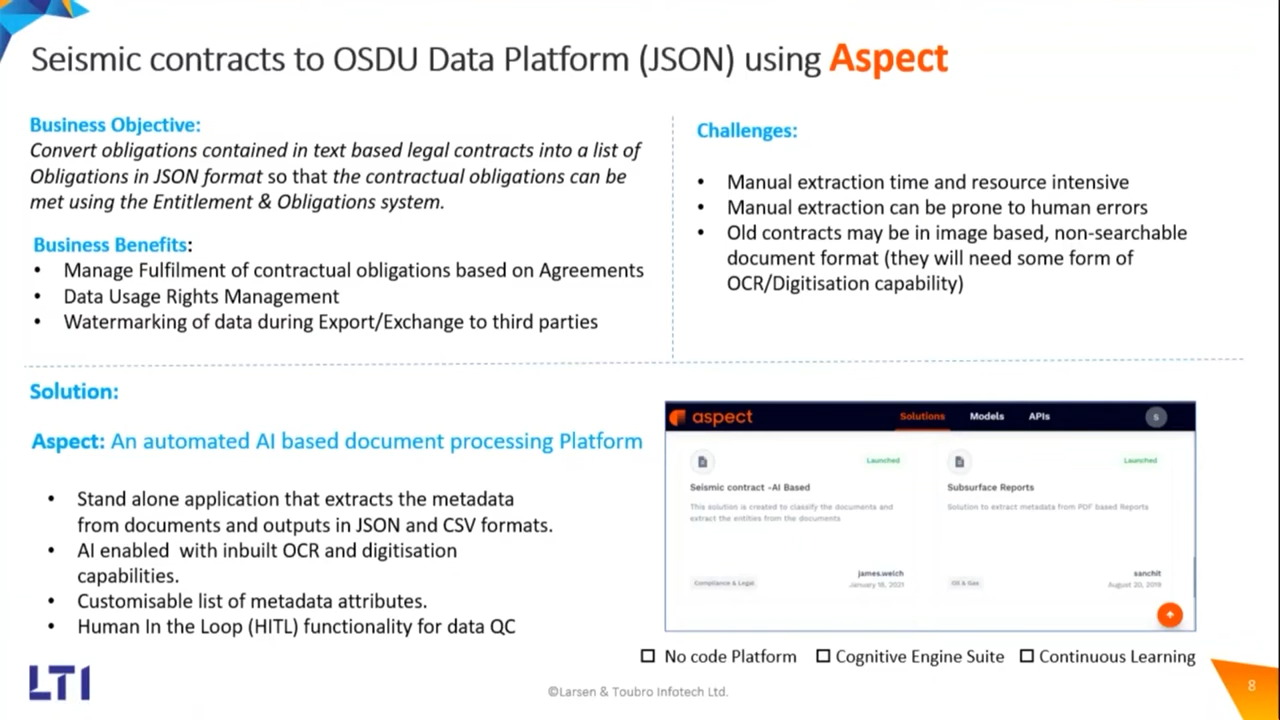 Seismic contracts to OSDU Data Platform (JSON) using Aspect
Business Objective:
Convert obligations contained in text based legal contracts into a list of
Obligations in JSON format so that the contractual obligations can be
met using the Entitlement & Obligations system.
Business Benefits:
• Manage Fulfilment of contractual obligations based on Agreements
• Data Usage Rights Management
• Watermarking of data during Export/Exchange to third parties
Challenges:
• Manual extraction time and resource intensive
• Manual extraction can be prone to human errors
• Old contracts may be in image based, non-searchable
document format (they will need some form of
OCR/Digitisation capability)
Solution:
Aspect: An automated AI based document processing Platform
• Stand alone application that extracts the metadata
from documents and outputs in JSON and CSV formats.
• AI enabled with inbuilt OCR and digitisation
capabilities.
• Customisable list of metadata attributes.
• Human In the Loop (HITL) functionality for data QC
aspect
Solutions Models APIs S
Launched
Seismic contract -AI Based
This solution is created to classify the documents and
extract the entities from the documents
Compliance & Legal
james.welch
January 18, 2021
Launched
Subsurface Reports
Solution to extract metadata from PDF based Reports
Oil & Gas
sanchit
August 20, 2019
No code Platform Cognitive Engine Suite Continuous Learning
LTI
©Larsen & Toubro Infotech Ltd.
8